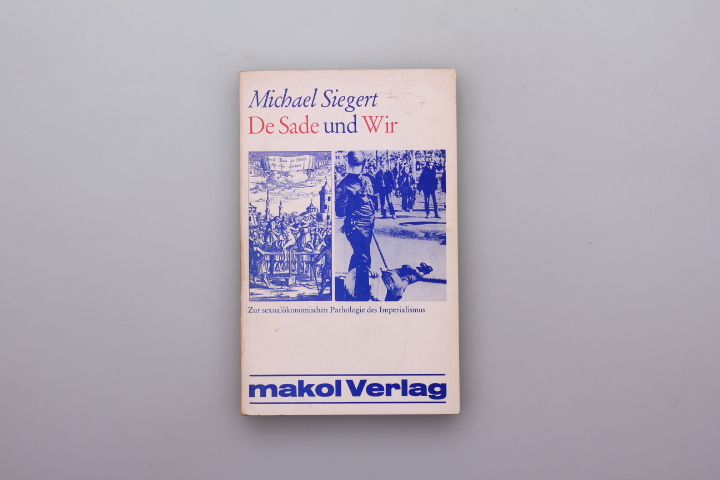 Michael Siegert
De Sade und Wir
Zur sexualökonomischen Pathologie des Imperialismus
makol Verlag